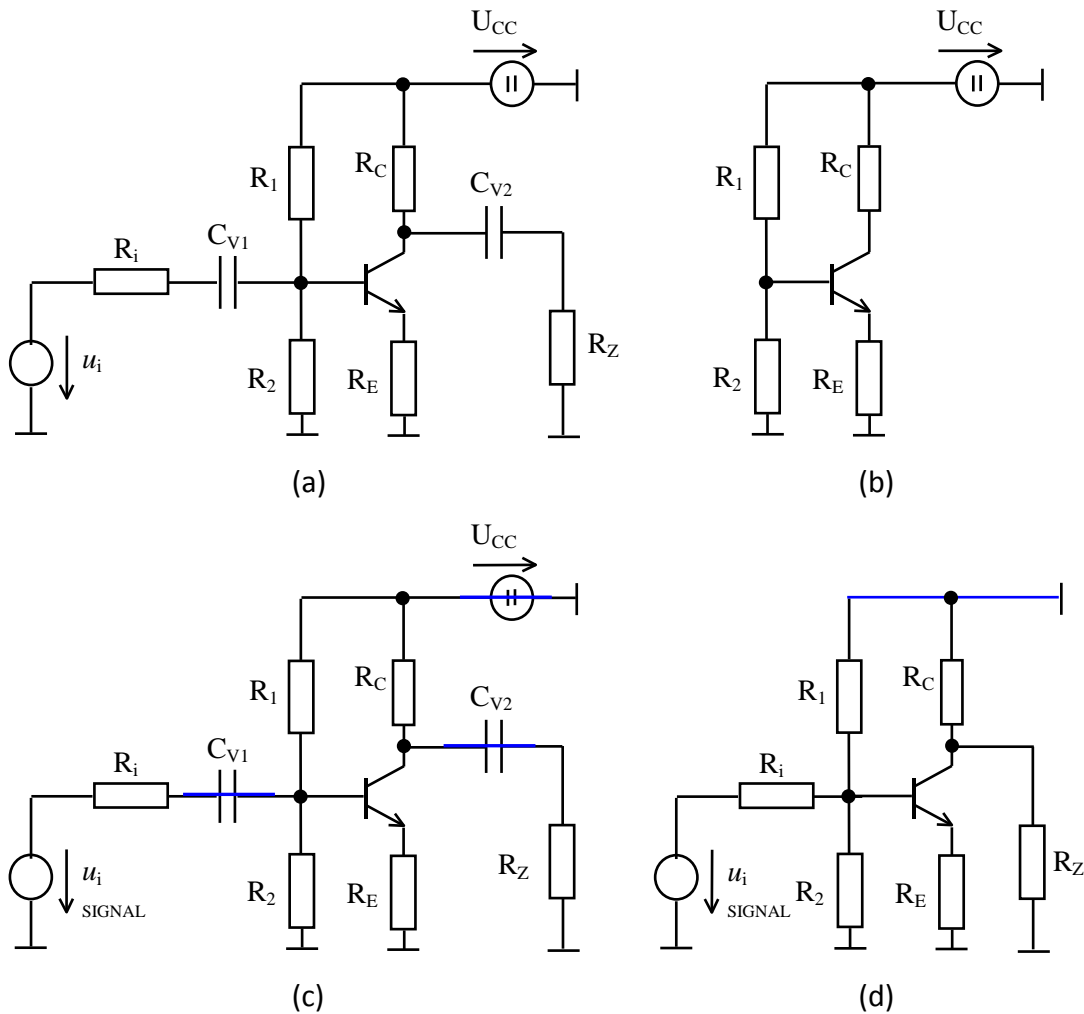 U_CC
R_1
R_C
C_V2
C_V1
R_i
u_i
R_2
R_E
R_Z
(a)
U_CC
R_1
R_C
R_2
R_E
(b)
U_CC
R_1
R_C
C_V2
C_V1
R_i
u_i
SIGNAL
R_2
R_E
R_Z
(c)
R_1
R_C
R_i
u_i
SIGNAL
R_2
R_E
R_Z
(d)